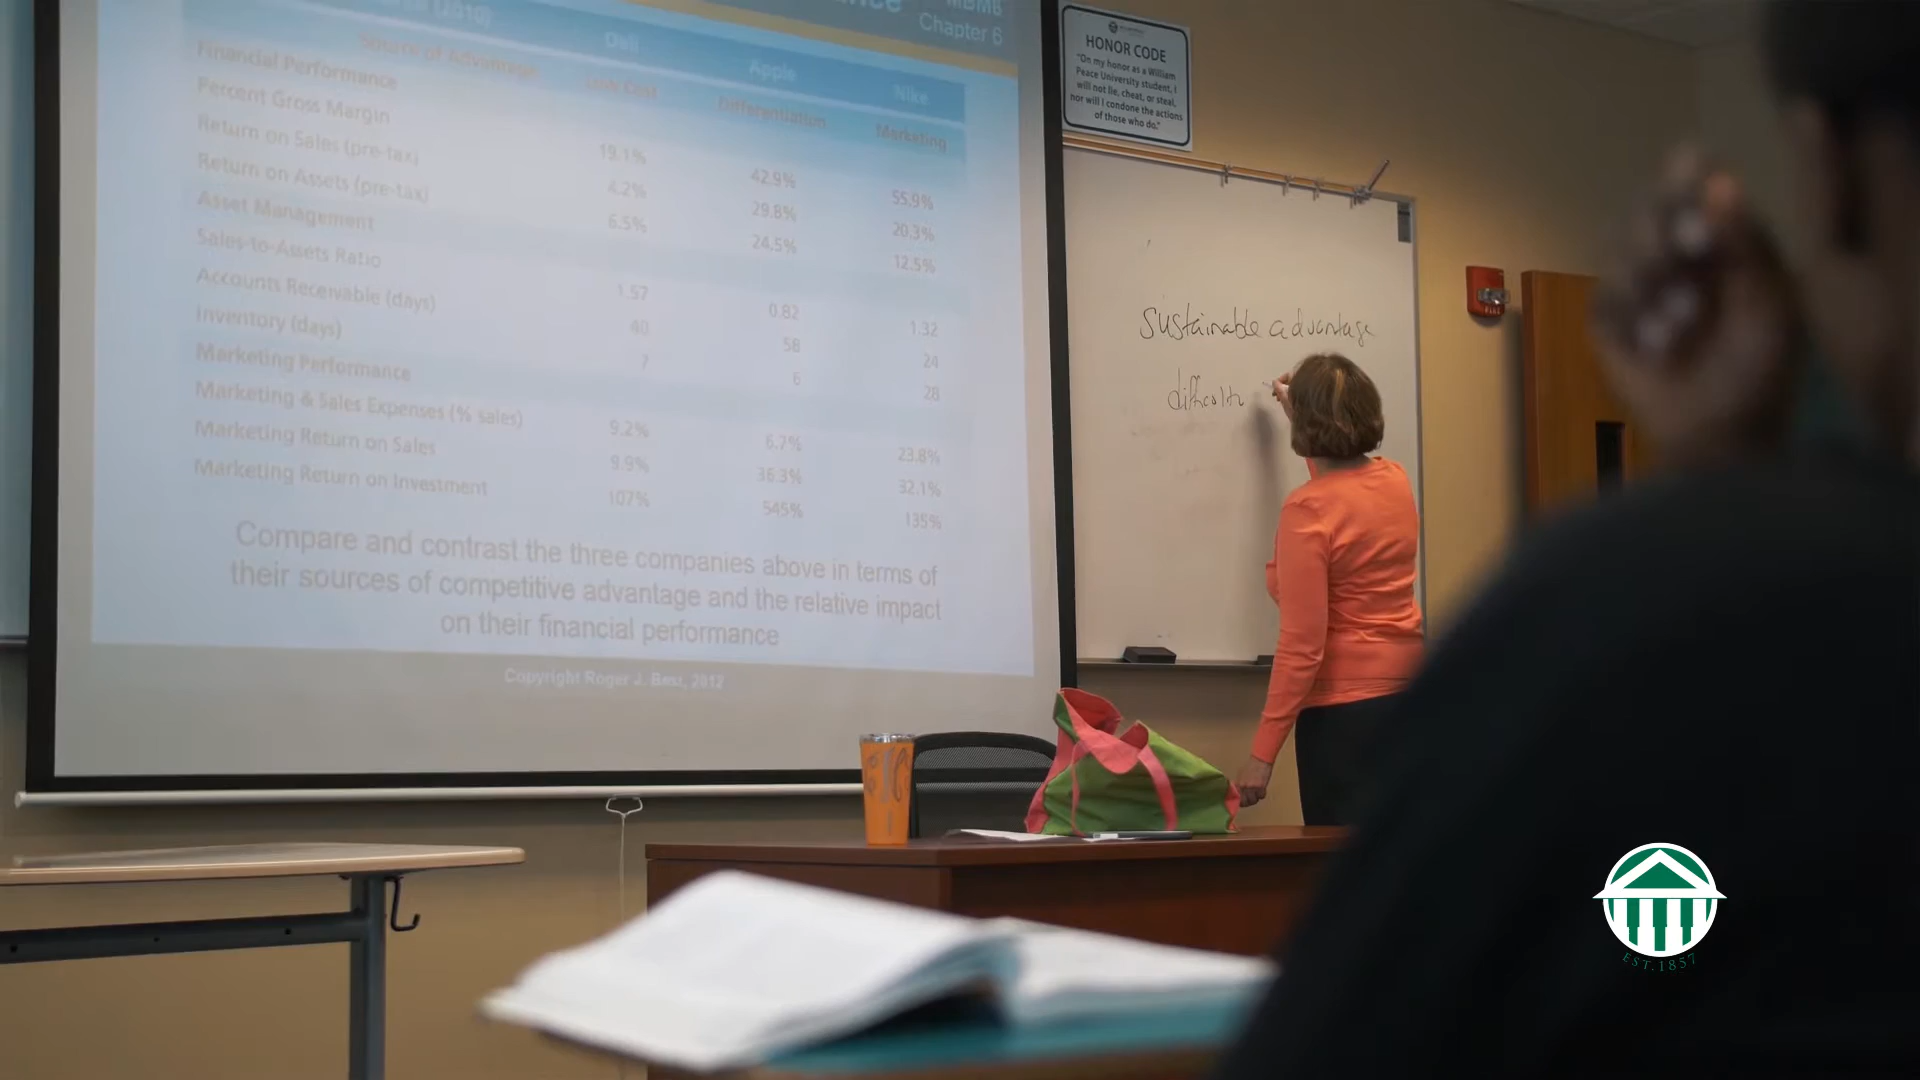 Chapter 6
Dell Apple Nike
Source of Advantage Low Cost Differentiation Marketing
Financial Performance
Percent Gross Margin 19.1% 42.9% 55.9%
Return on Sales (pre-tax) 4.2% 29.8% 20.3%
Return on Assets (pre-tax) 6.5% 24.5% 12.5%
Asset Management
Sales-to-Assets Ratio 1.57 0.82 1.32
Accounts Receivable (days) 40 58 24
Inventory (days) 7 6 28
Marketing Performance
Marketing & Sales Expenses (% sales) 9.2% 6.7% 23.8%
Marketing Return on Sales 9.9% 36.3% 32.1%
Marketing Return on Investment 107% 545% 135%
Compare and contrast the three companies above in terms of
their sources of competitive advantage and the relative impact
on their financial performance
Copyright Roger J. Best, 2012
HONOR CODE
"On my honor as a William
Peace University student, I
will not lie, cheat, or steal,
nor will I condone the actions
of those who do."
sustainable advantage
difficult
FIRE
EST. 1857